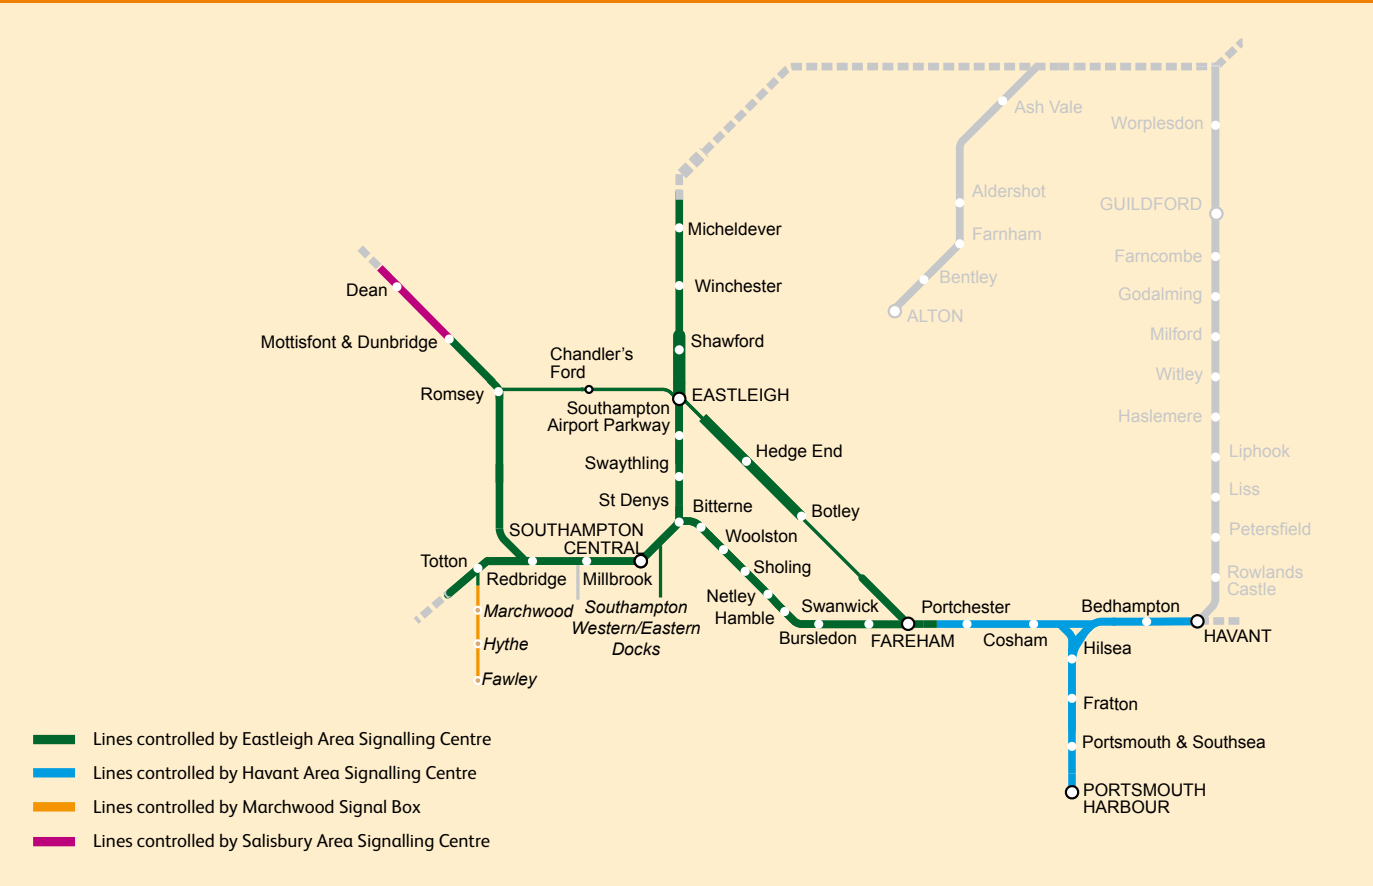 Ash Vale
Worplesdon
Aldershot
GUILDFORD
Farnham
Micheldever
Farncombe
Bentley
Winchester
Dean
Godalming
ALTON
Mottisfont & Dunbridge
Shawford
Milford
Chandler's
Ford
Witley
Romsey
EASTLEIGH
Southampton
Airport Parkway
Haslemere
Hedge End
Liphook
Swaythling
Liss
St Denys
Bitterne
Botley
SOUTHAMPTON
CENTRAL
Woolston
Petersfield
Totton
Redbridge
Millbrook
Sholing
Rowlands
Castle
Netley
Hamble
Marchwood
Southampton
Western/Eastern
Docks
Swanwick
Portchester
Bedhampton
Bursledon
FAREHAM
Cosham
Hilsea
HAVANT
Hythe
Fawley
Fratton
Portsmouth & Southsea
PORTSMOUTH
HARBOUR
Lines controlled by Eastleigh Area Signalling Centre
Lines controlled by Havant Area Signalling Centre
Lines controlled by Marchwood Signal Box
Lines controlled by Salisbury Area Signalling Centre